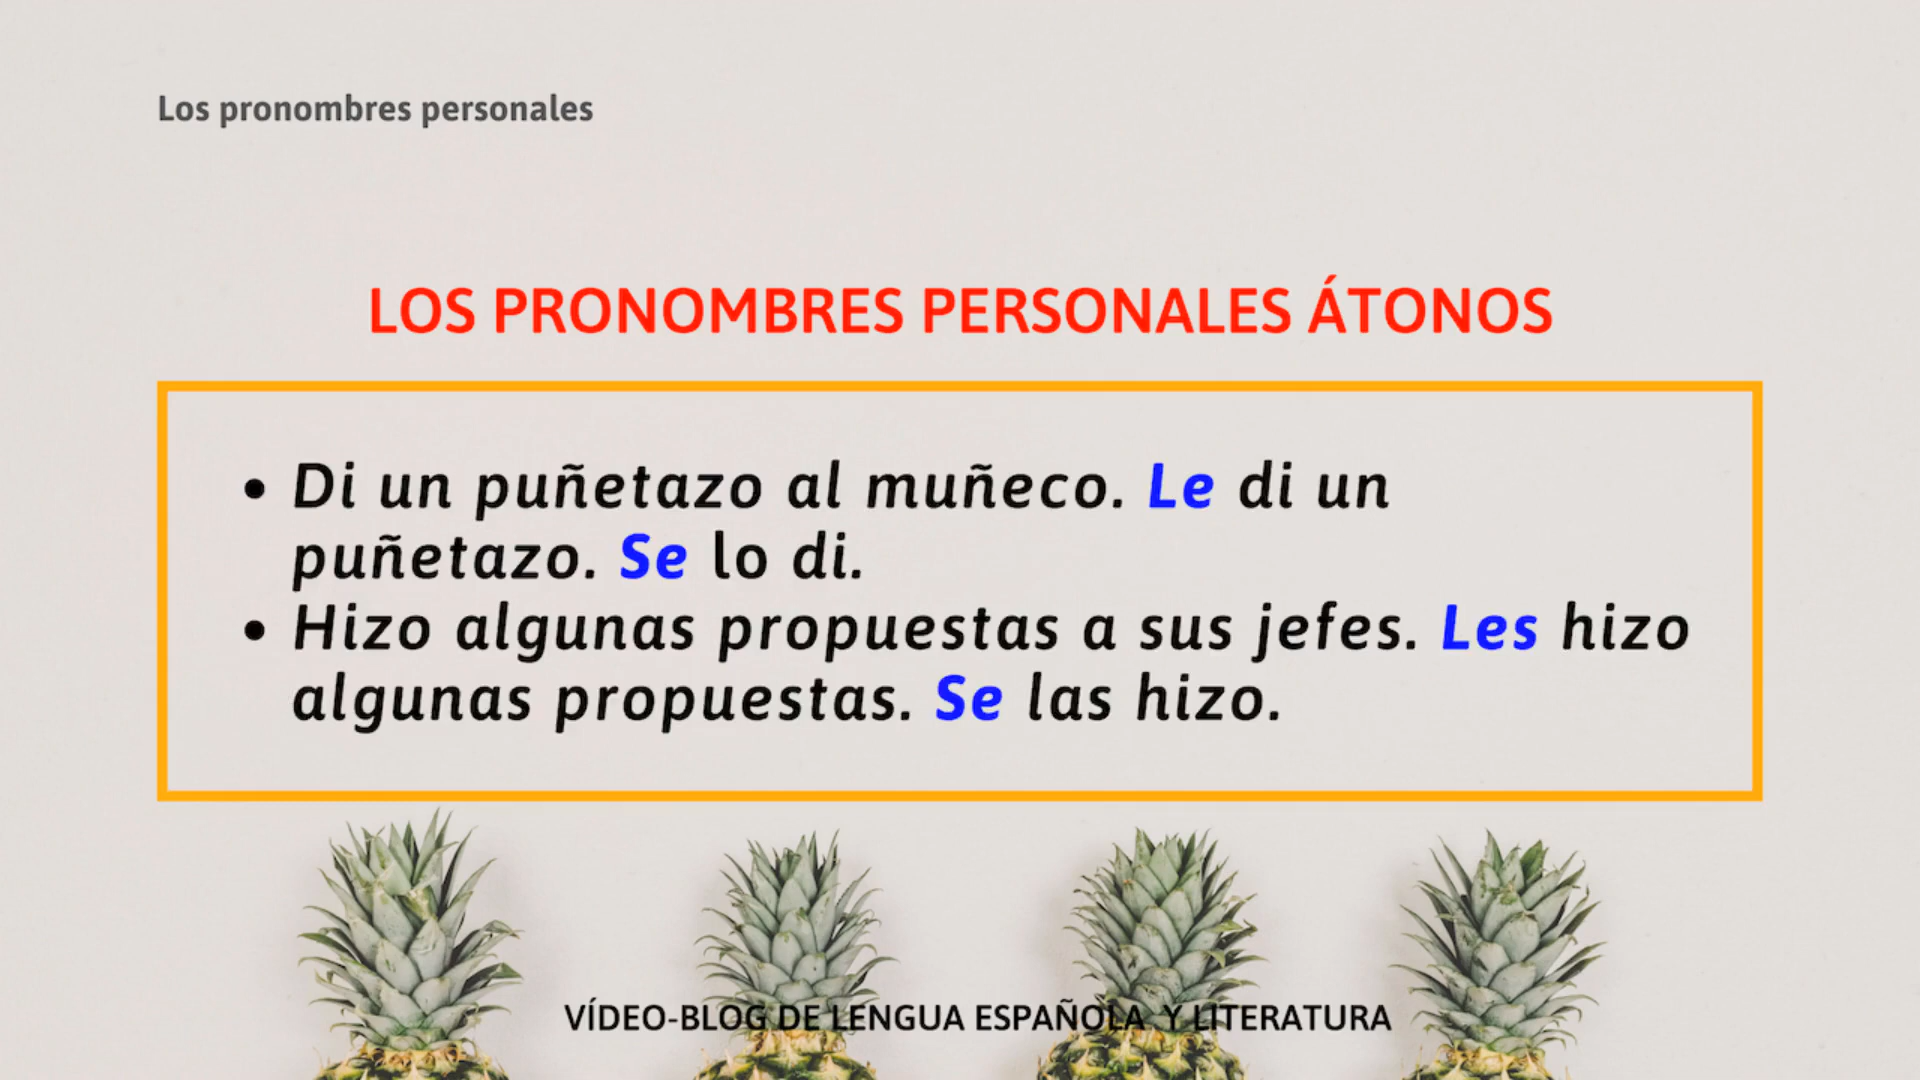 Los pronombres personales
LOS PRONOMBRES PERSONALES ÁTONOS
• Di un puñetazo al muñeco. Le di un
puñetazo. Se lo di.
• Hizo algunas propuestas a sus jefes. Les hizo
algunas propuestas. Se las hizo.
VÍDEO-BLOG DE LENGUA ESPAÑOLA Y LITERATURA